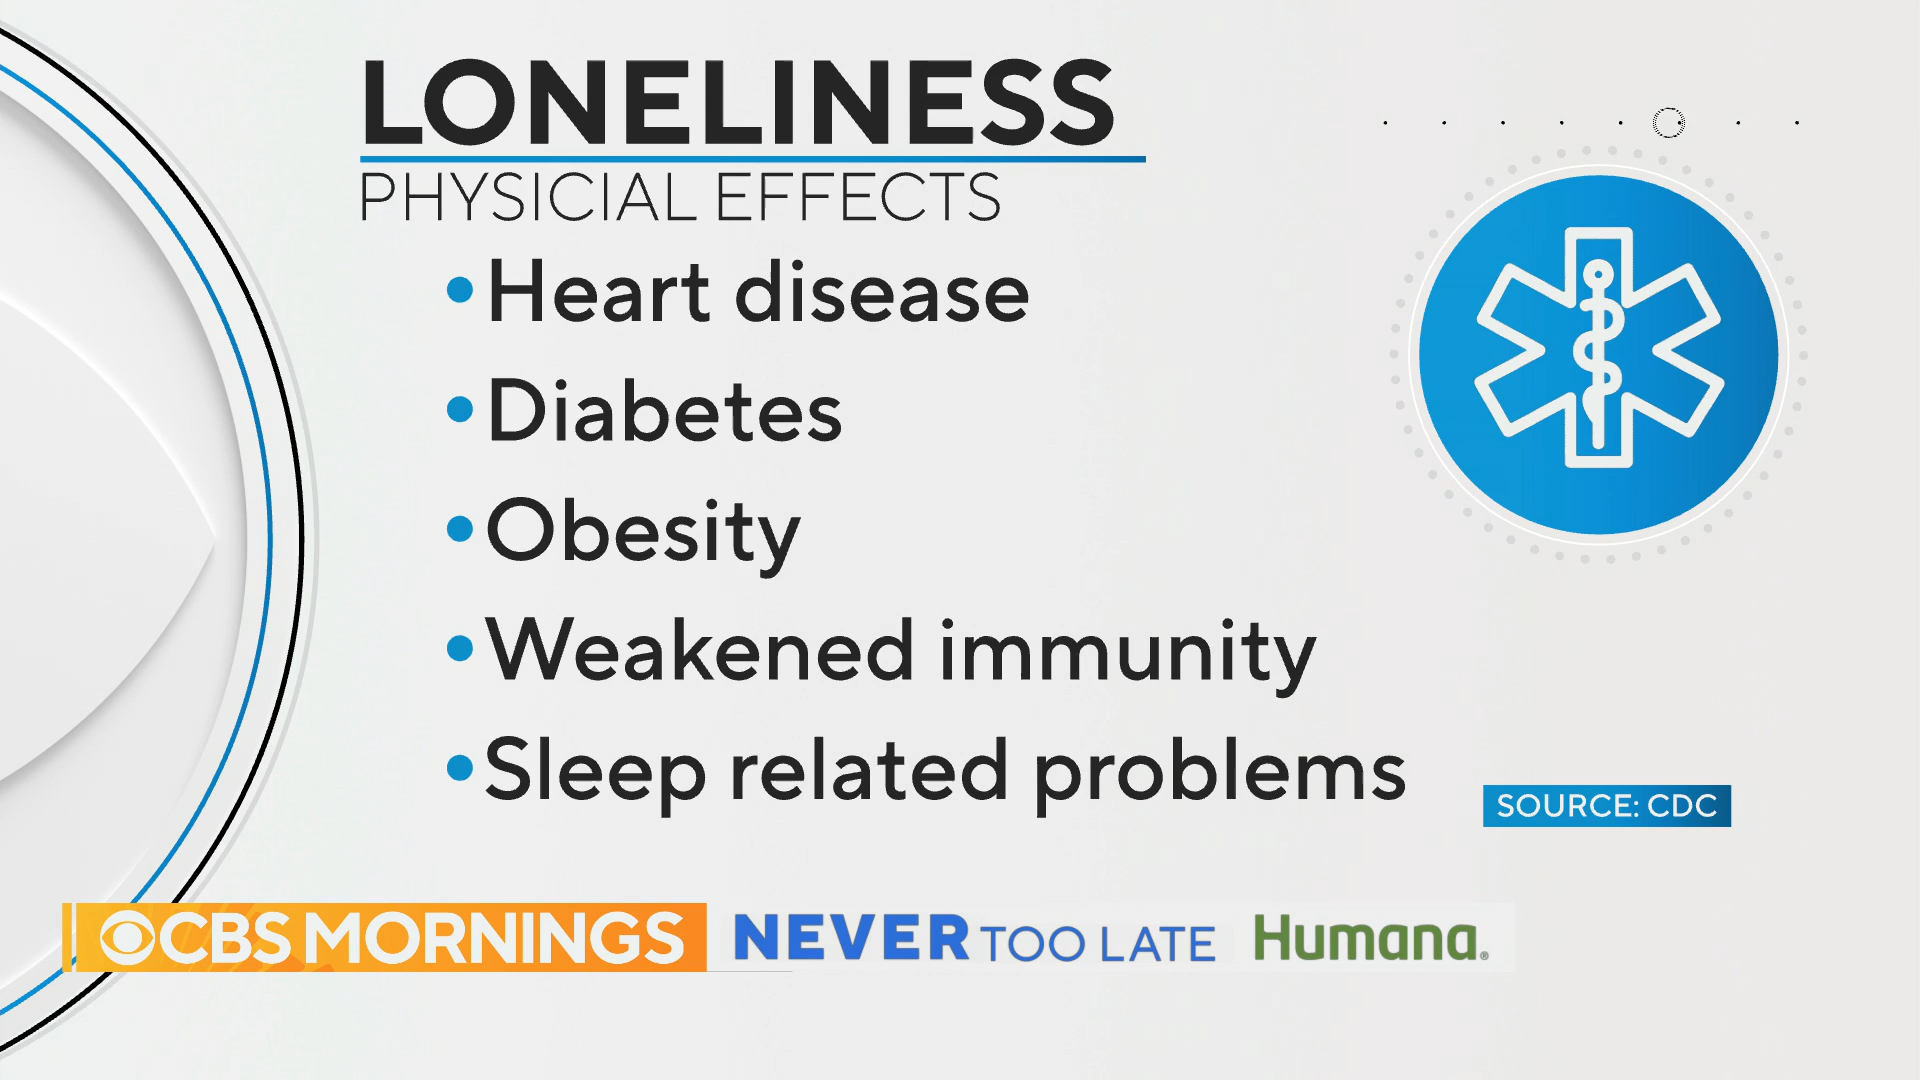 LONELINESS
PHYSICIAL EFFECTS
•Heart disease
•Diabetes
•Obesity
•Weakened immunity
•Sleep related problems
SOURCE: CDC
CBS MORNINGS NEVER TOO LATE Humana®